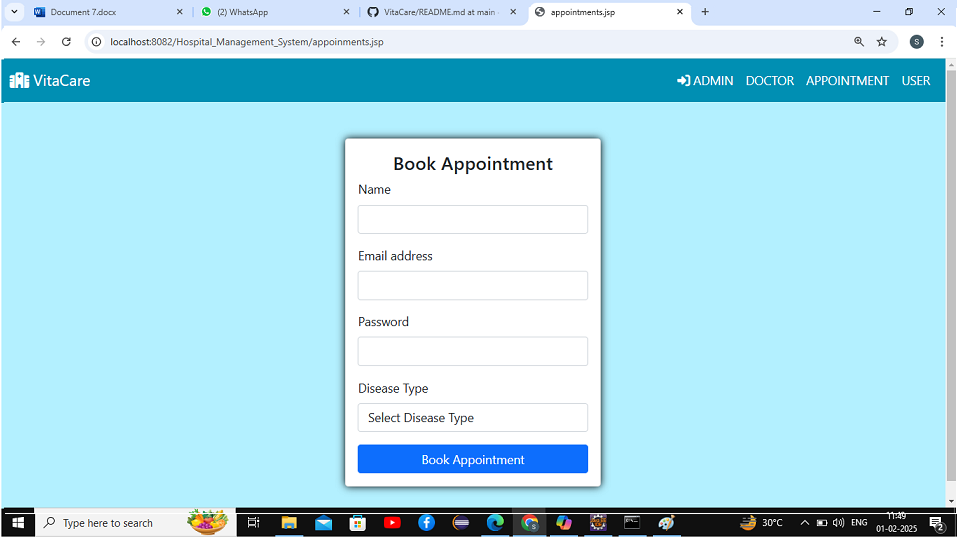 Document 7.docx
(2) WhatsApp
VitaCare/README.md at main
appointments.jsp
localhost:8082/Hospital_Management_System/appoinments.jsp
S
VitaCare
ADMIN DOCTOR APPOINTMENT USER
Book Appointment
Name
Email address
Password
Disease Type
Select Disease Type
Book Appointment
Type here to search
30°C
ENG
11:49
01-02-2025
2